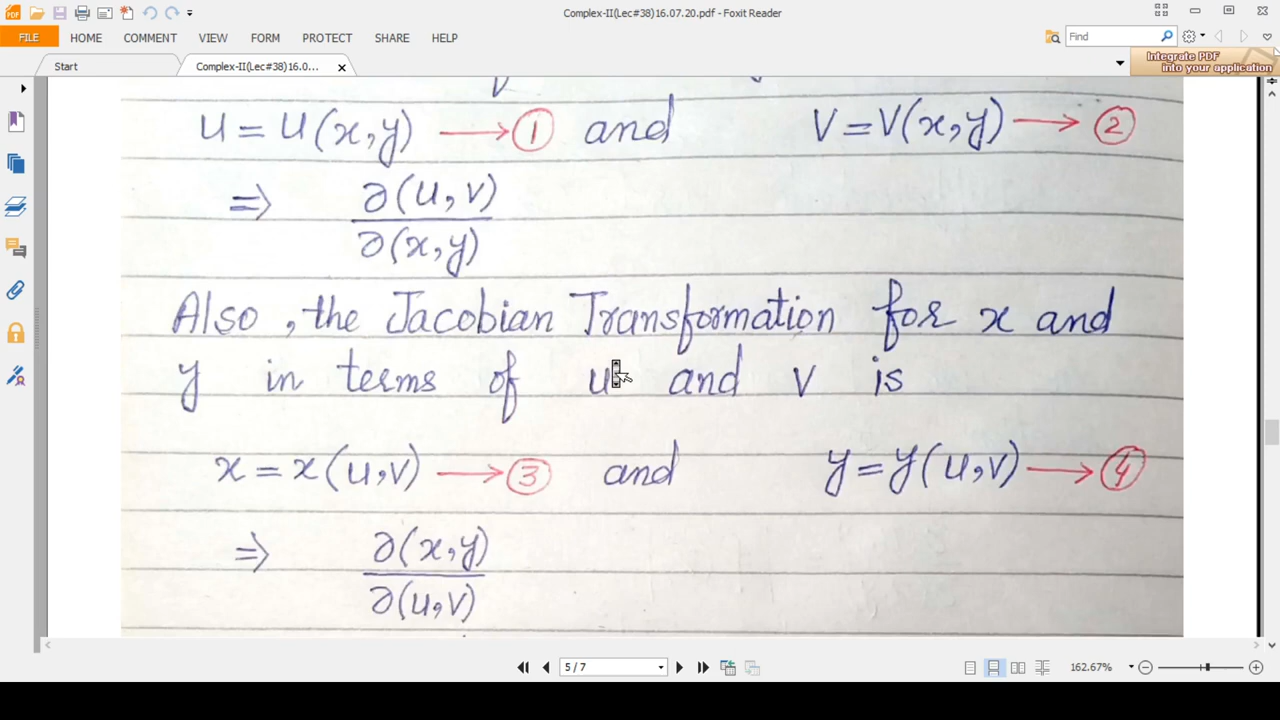 Complex-II(Lec#38)16.07.20.pdf - Foxit Reader
FILE HOME COMMENT VIEW FORM PROTECT SHARE HELP
Find
Start Complex-II(Lec#38)16.0...
Integrate PDF
into your application
u = u(x,y) → ① and v = v(x,y) → ②
⇒ ∂(u,v)
∂(x,y)
Also, the Jacobian Transformation for x and
y in terms of u and v is
x = x(u,v) → ③ and y = y(u,v) → ④
⇒ ∂(x,y)
∂(u,v)
5 / 7
162.67%